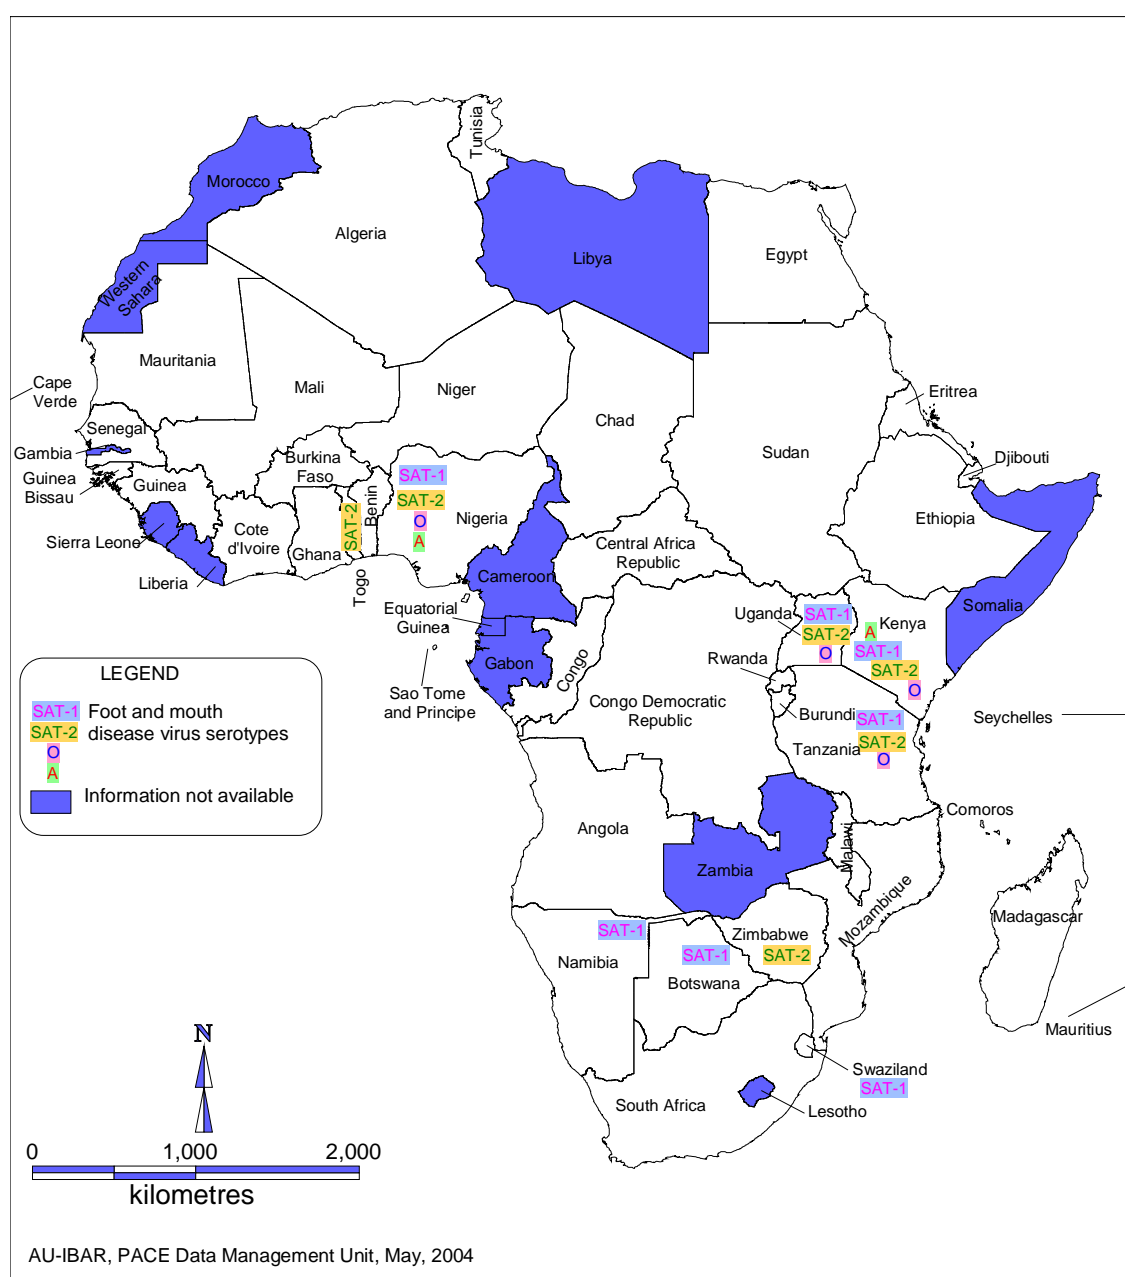 Tunisia
Morocco
Algeria
Libya
Egypt
Western
Sahara
Mauritania
Mali
Niger
Chad
Sudan
Eritrea
Cape
Verde
Senegal
Gambia
Guinea
Bissau
Guinea
Burkina
Faso
Benin
SAT-1
SAT-2
O
A
Nigeria
Djibouti
Ethiopia
Sierra Leone
Cote
d'Ivoire
Ghana
SAT-2
Togo
Liberia
Cameroon
Central Africa
Republic
Somalia
Equatorial
Guinea
Gabon
Congo
Sao Tome
and Principe
Uganda
SAT-1
SAT-2
O
Kenya
A
SAT-1
SAT-2
O
Rwanda
Burundi
Congo Democratic
Republic
SAT-1
Tanzania
SAT-2
O
Seychelles
Comoros
Angola
Zambia
Malawi
Mozambique
Madagascar
Mauritius
SAT-1
Namibia
SAT-1
Botswana
Zimbabwe
SAT-2
Swaziland
SAT-1
Lesotho
South Africa
LEGEND
SAT-1 Foot and mouth
SAT-2 disease virus serotypes
O
A
Information not available
N
0 1,000 2,000
kilometres
AU-IBAR, PACE Data Management Unit, May, 2004